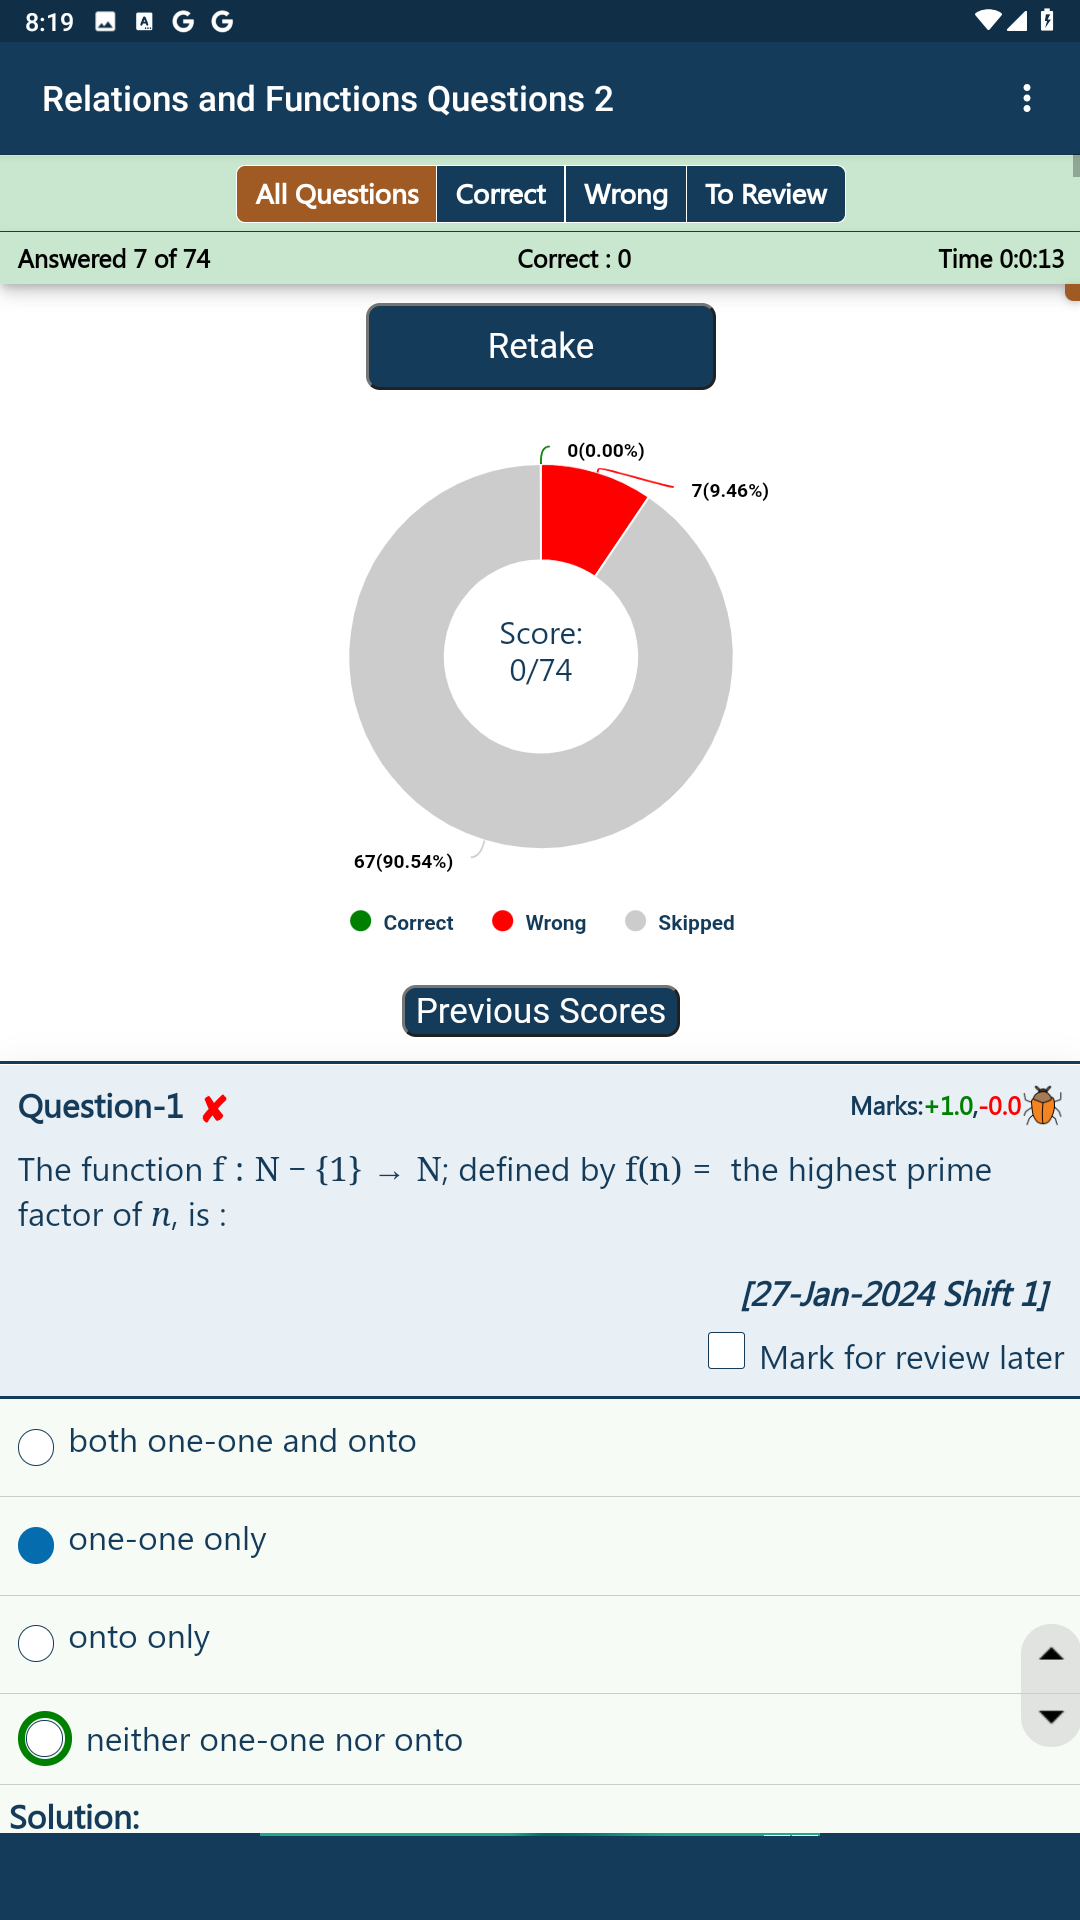 8:19
Relations and Functions Questions 2
All Questions Correct Wrong To Review
Answered 7 of 74 Correct : 0 Time 0:0:13
Retake
0(0.00%)
7(9.46%)
Score:
0/74
67(90.54%)
Correct Wrong Skipped
Previous Scores
Question-1 ✘ Marks:+1.0,-0.0
The function f : N − {1} → N; defined by f(n) = the highest prime
factor of n, is :
[27-Jan-2024 Shift 1]
Mark for review later
both one-one and onto
one-one only
onto only
neither one-one nor onto
Solution: